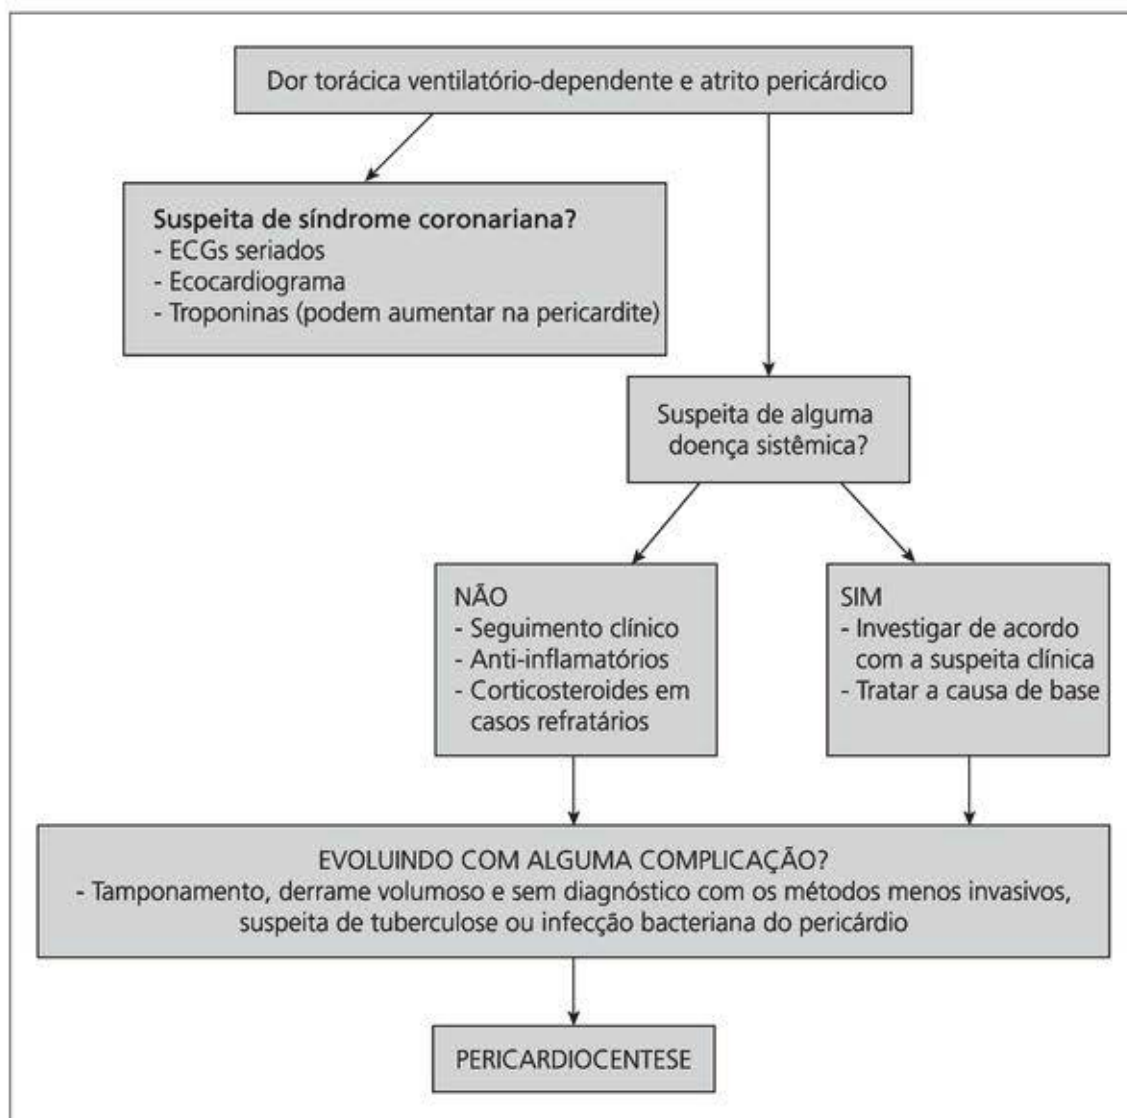 Dor torácica ventilatório-dependente e atrito pericárdico
Suspeita de síndrome coronariana?
- ECGs seriados
- Ecocardiograma
- Troponinas (podem aumentar na pericardite)
Suspeita de alguma
doença sistêmica?
NÃO
- Seguimento clínico
- Anti-inflamatórios
- Corticosteroides em
casos refratários
SIM
- Investigar de acordo
com a suspeita clínica
- Tratar a causa de base
EVOLUINDO COM ALGUMA COMPLICAÇÃO?
- Tamponamento, derrame volumoso e sem diagnóstico com os métodos menos invasivos,
suspeita de tuberculose ou infecção bacteriana do pericárdio
PERICARDIOCENTESE